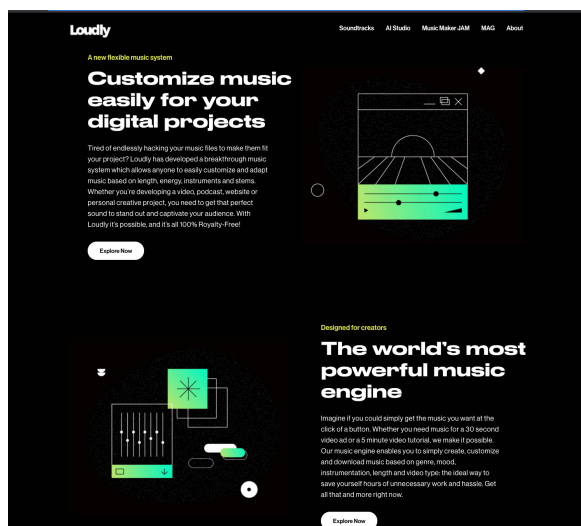 Loudly
Soundtracks AI Studio Music Maker JAM MAG About
A new flexible music system
Customize music
easily for your
digital projects
Tired of endlessly hacking your music files to make them fit
your project? Loudly has developed a breakthrough music
system which allows anyone to easily customize and adapt
music based on length, energy, instruments and stems.
Whether you're developing a video, podcast, website or
personal creative project, you need to get that perfect
sound to stand out and captivate your audience. With
Loudly it's possible, and it's all 100% Royalty-Free!
Explore Now
Designed for creators
The world's most
powerful music
engine
Imagine if you could simply get the music you want at the
click of a button. Whether you need music for a 30 second
video ad or a 5 minute video tutorial, we make it possible.
Our music engine enables you to simply create, customize
and download music based on genre, mood,
instrumentation, length and video type: the ideal way to
save yourself hours of unnecessary work and hassle. Get
all that and more right now.
Explore Now